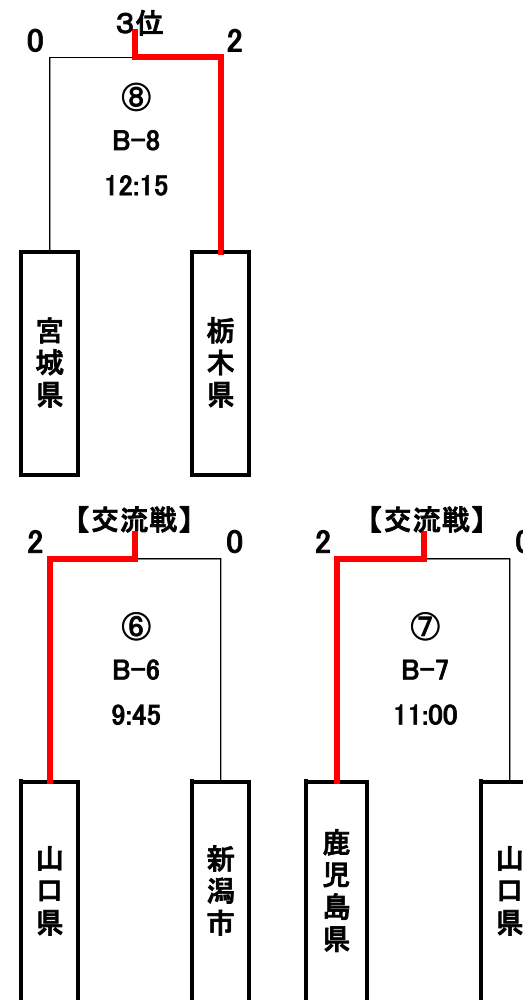 3位
0 2
⑧
B-8
12:15
宮城県
栃木県
【交流戦】
2 0
⑥
B-6
9:45
山口県
新潟市
【交流戦】
2 0
⑦
B-7
11:00
鹿児島県
山口県